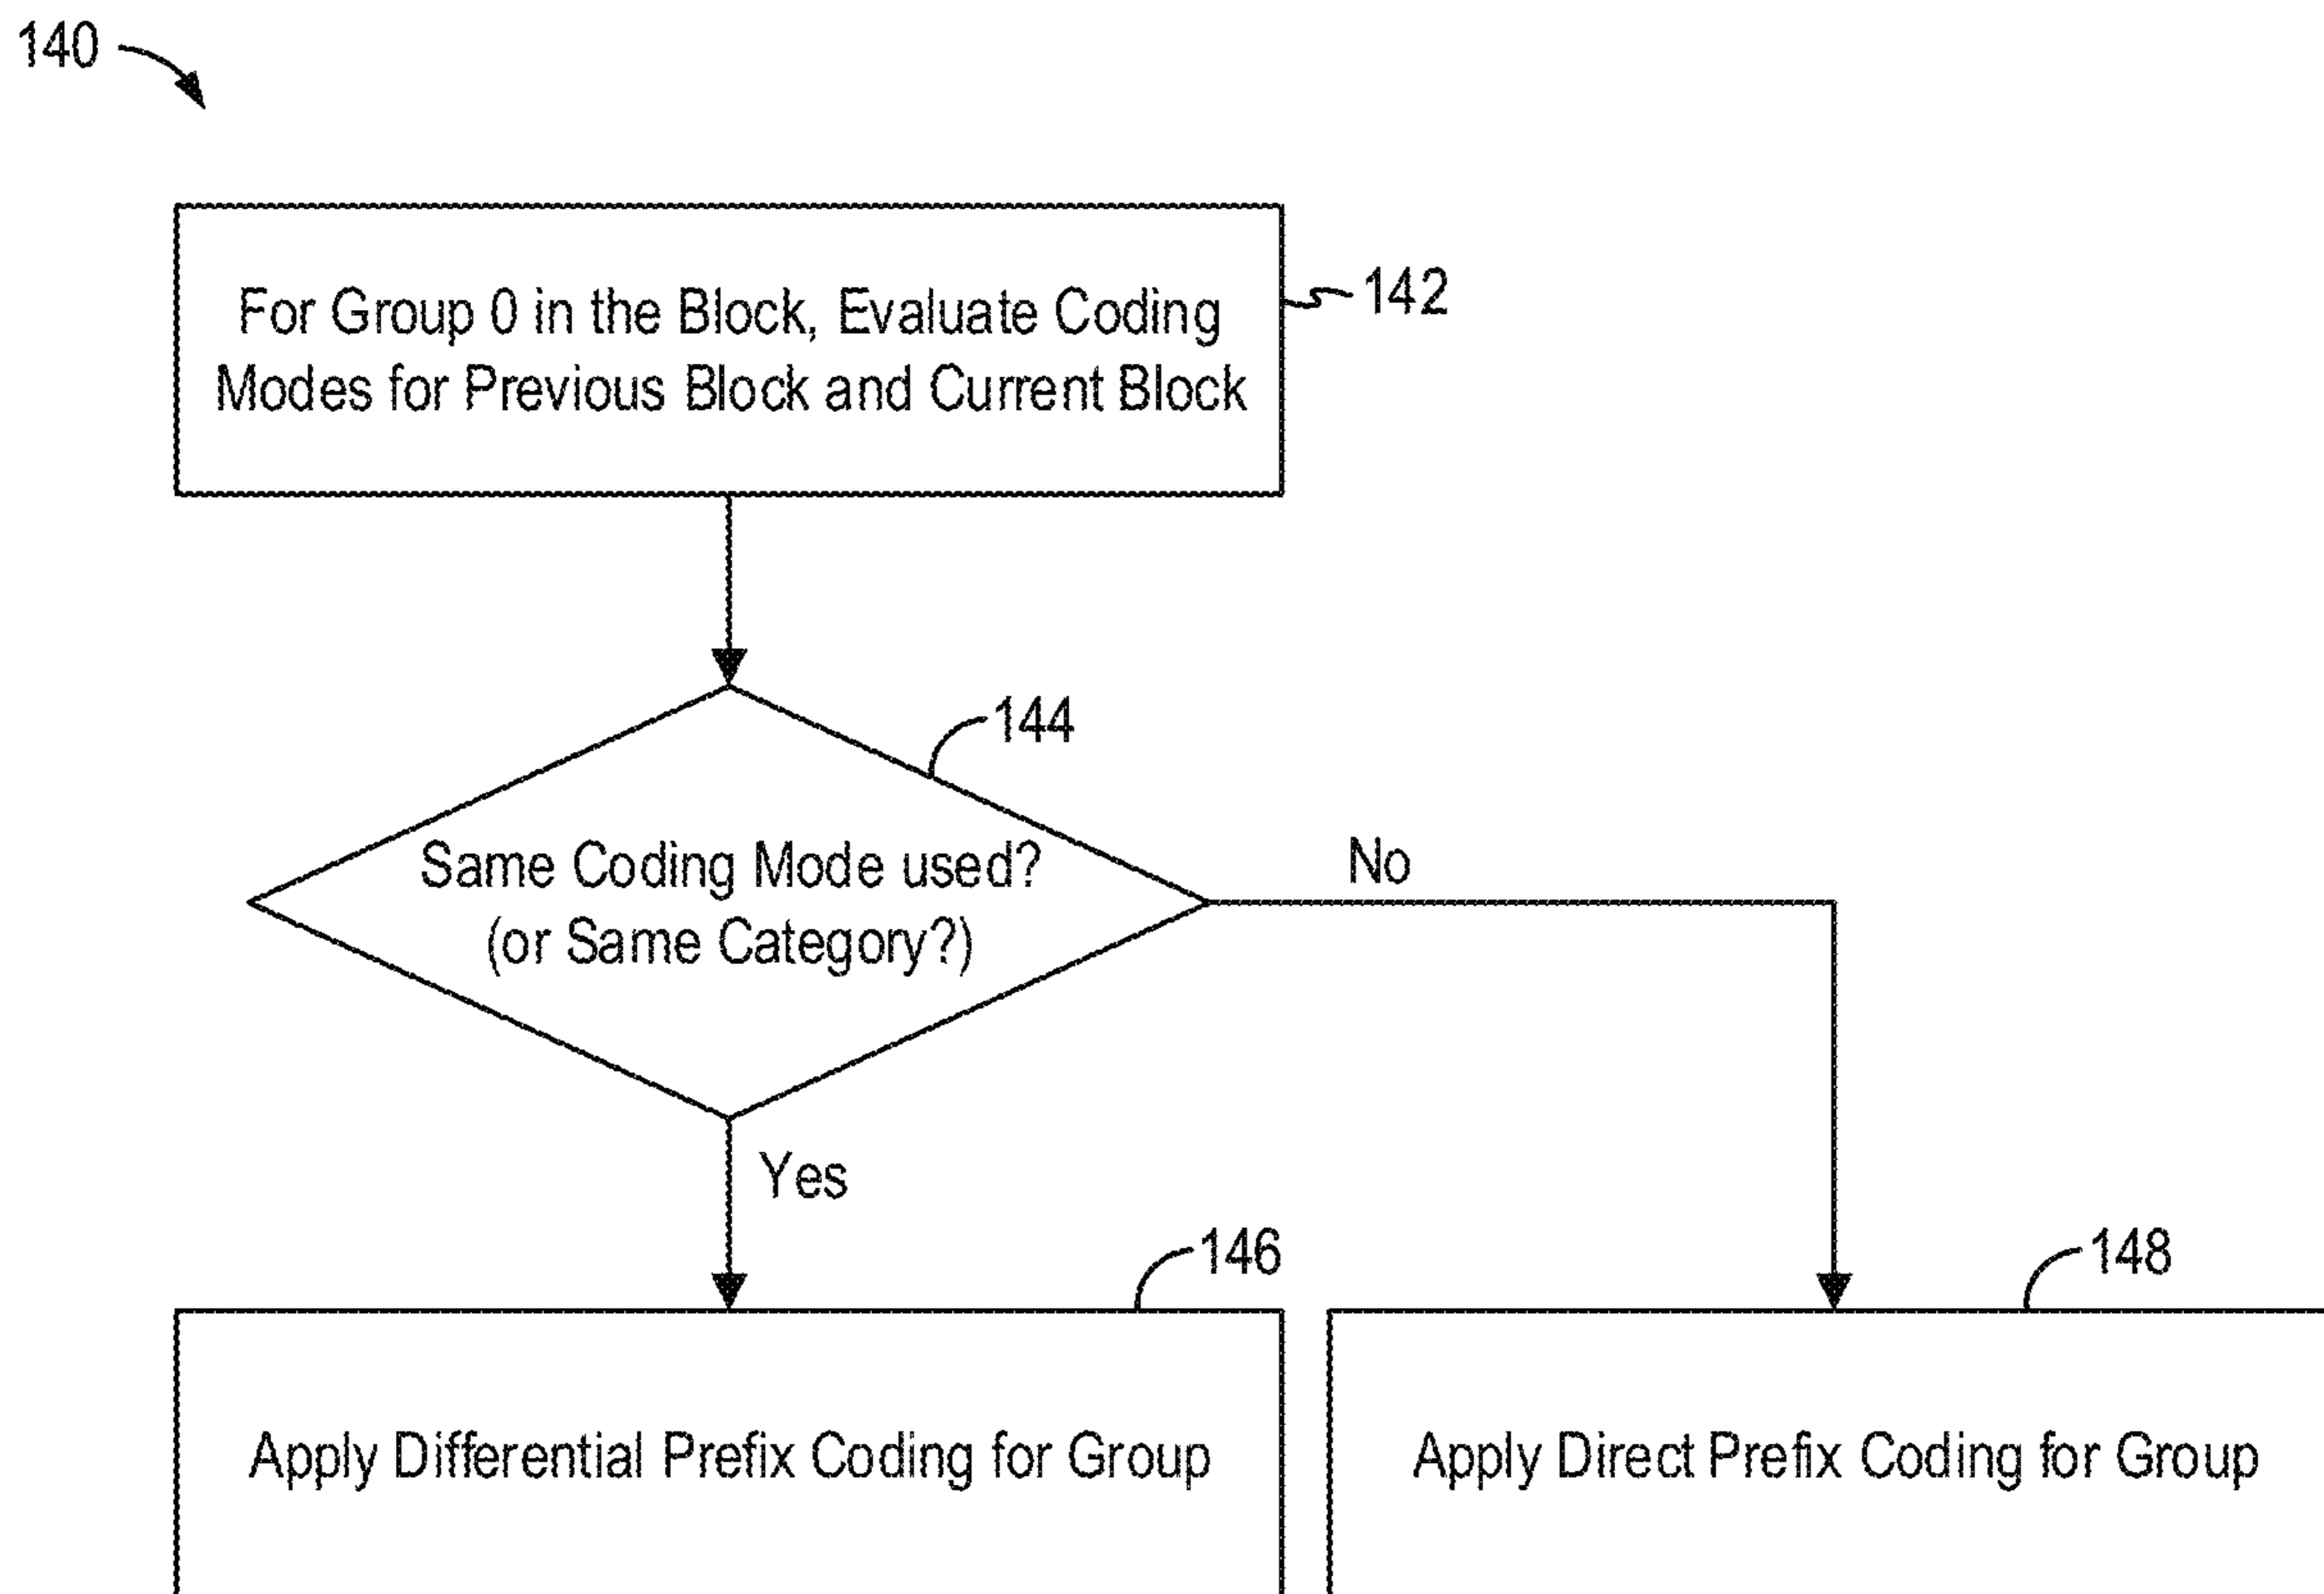 140
For Group 0 in the Block, Evaluate Coding
Modes for Previous Block and Current Block
142
144
Same Coding Mode used?
(or Same Category?)
No
Yes
146
148
Apply Differential Prefix Coding for Group
Apply Direct Prefix Coding for Group